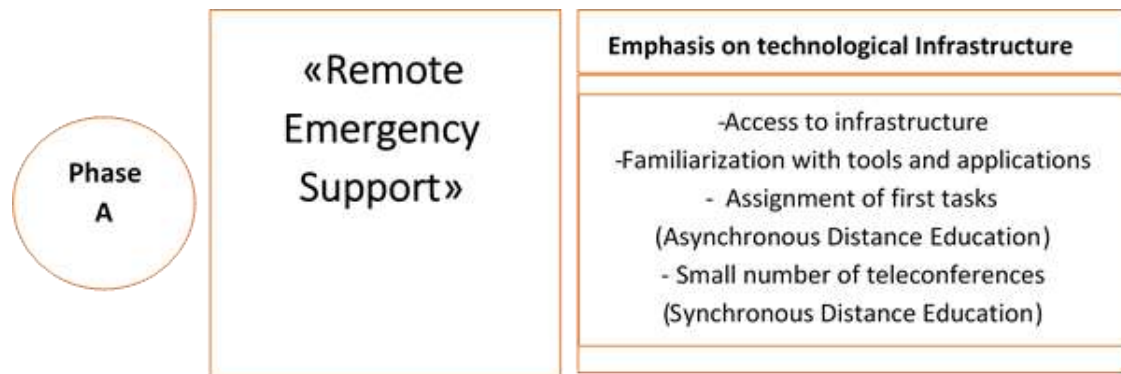 Phase
A
«Remote
Emergency
Support»
Emphasis on technological Infrastructure
-Access to infrastructure
-Familiarization with tools and applications
- Assignment of first tasks
(Asynchronous Distance Education)
- Small number of teleconferences
(Synchronous Distance Education)